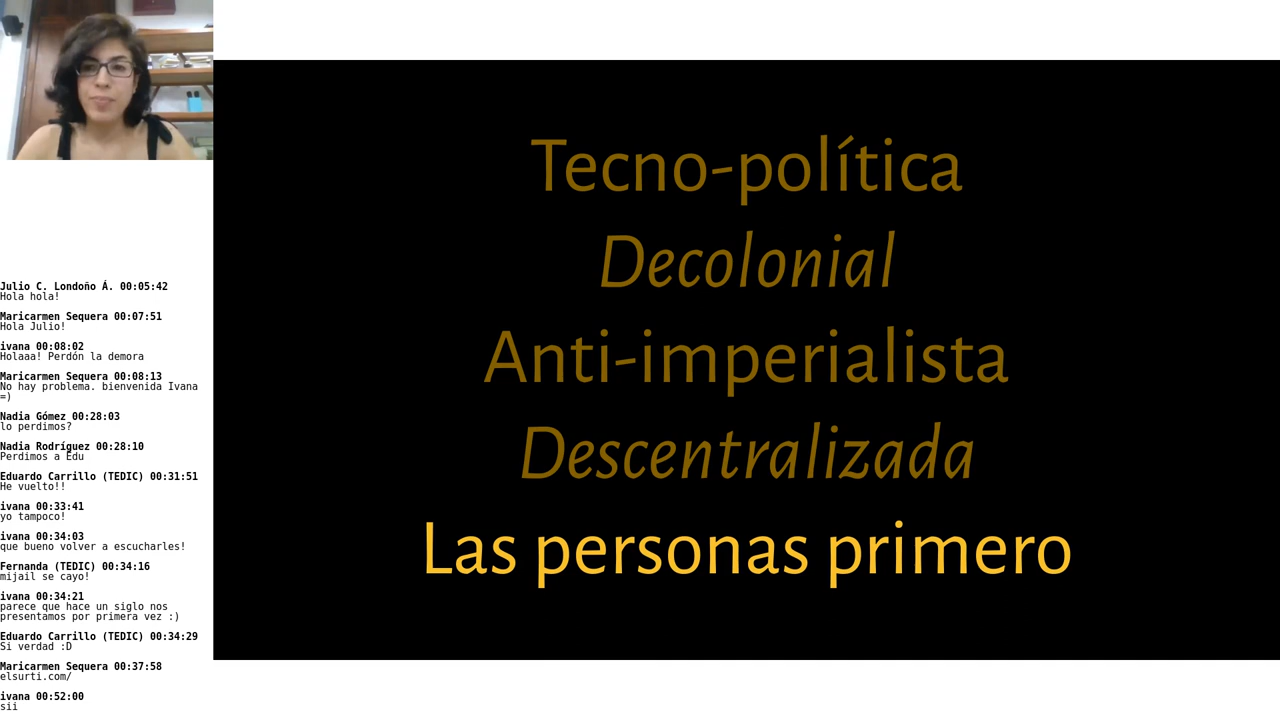 Tecno-política
Decolonial
Anti-imperialista
Descentralizada
Las personas primero
Julio C. Londoño Á. 00:05:42
Hola hola!
Maricarmen Sequera 00:07:51
Hola Julio!
ivana 00:08:02
Holaaa! Perdón la demora
Maricarmen Sequera 00:08:13
No hay problema. bienvenida Ivana
=)
Nadia Gómez 00:28:03
lo perdimos?
Nadia Rodríguez 00:28:10
Perdimos a Edu
Eduardo Carrillo (TEDIC) 00:31:51
He vuelto!!
ivana 00:33:41
yo tampoco!
ivana 00:34:03
que bueno volver a escucharles!
Fernanda (TEDIC) 00:34:16
mijail se cayo!
ivana 00:34:21
parece que hace un siglo nos
presentamos por primera vez :)
Eduardo Carrillo (TEDIC) 00:34:29
Si verdad :D
Maricarmen Sequera 00:37:58
elsurti.com/
ivana 00:52:00
sii